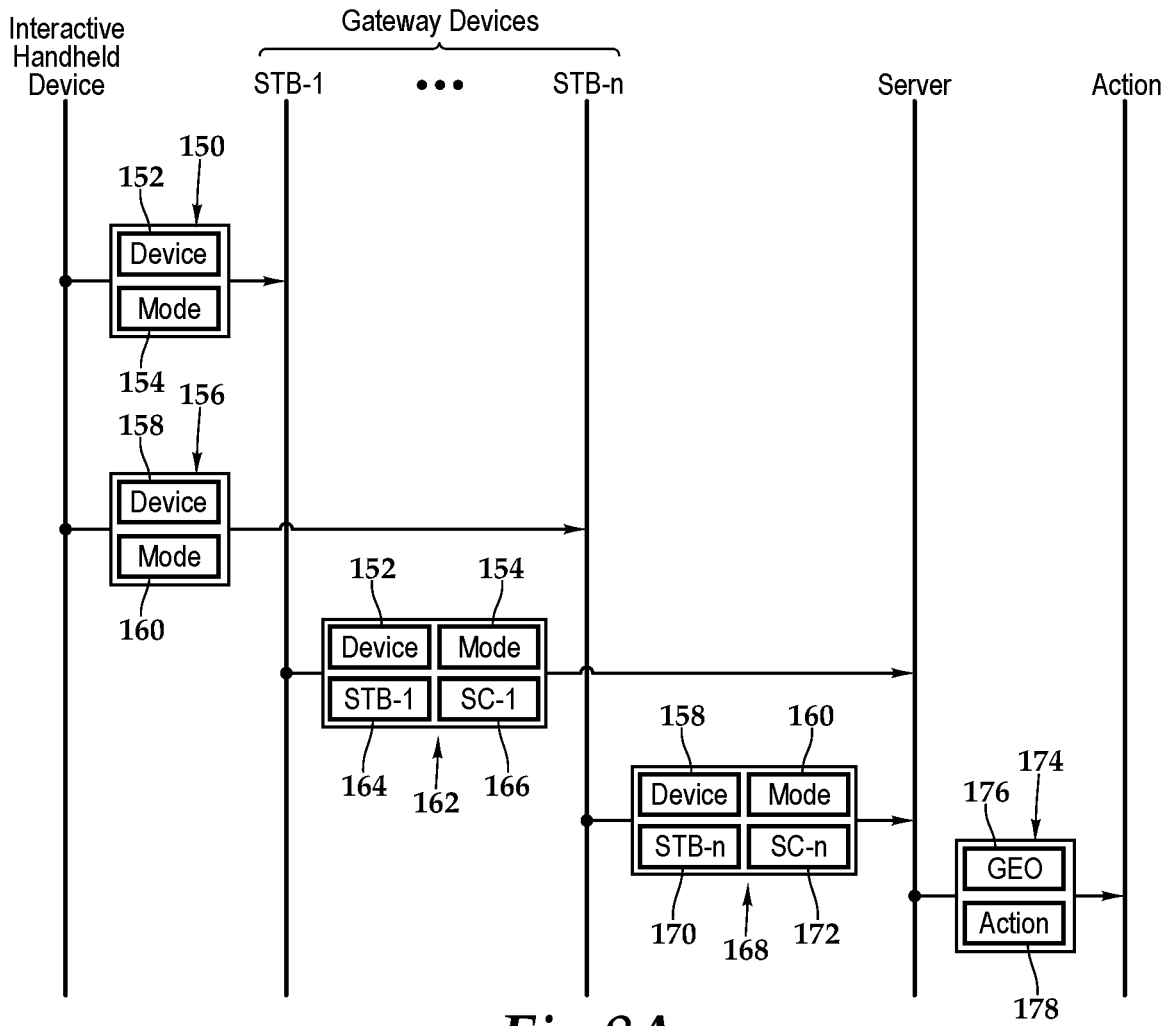 Interactive
Handheld
Device
Gateway Devices
STB-1
•••
STB-n
Server
Action
150
152
Device
Mode
154
156
158
Device
Mode
160
152
154
Device
Mode
STB-1
SC-1
164
162
166
158
160
Device
Mode
STB-n
SC-n
170
168
172
174
176
GEO
Action
178